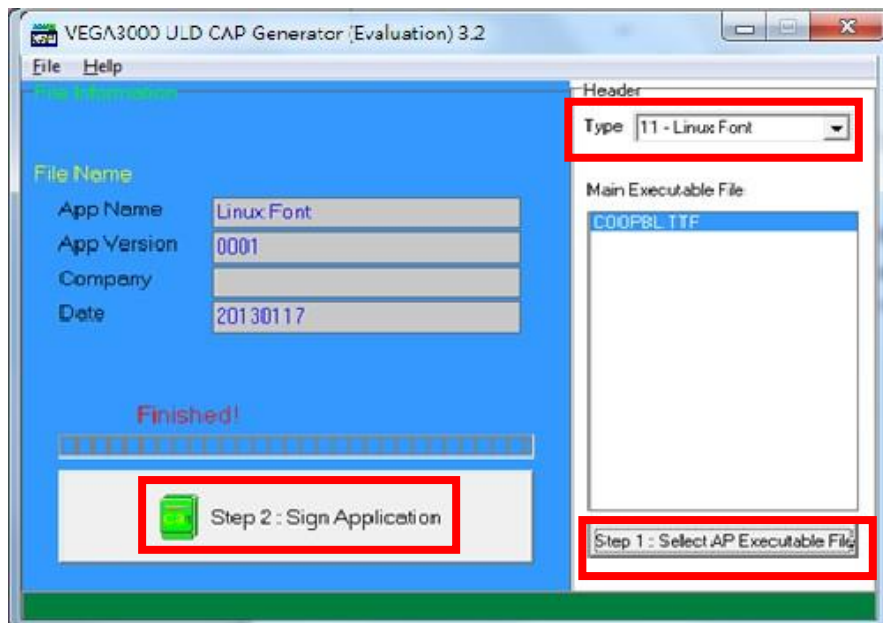 VEGA3000 ULD CAP Generator (Evaluation) 3.2
File Help
File Information
File Name
App Name Linux Font
App Version 0001
Company
Date 20130117
Finished!
Step 2 : Sign Application
Header
Type 11 - Linux Font
Main Executable File
COOPBL.TTF
Step 1 : Select AP Executable File